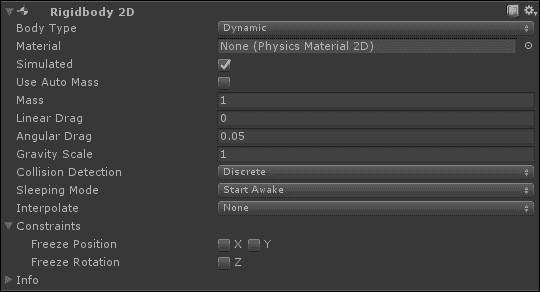 Rigidbody 2D
Body Type Dynamic
Material None (Physics Material 2D)
Simulated
Use Auto Mass
Mass 1
Linear Drag 0
Angular Drag 0.05
Gravity Scale 1
Collision Detection Discrete
Sleeping Mode Start Awake
Interpolate None
Constraints
Freeze Position X Y
Freeze Rotation Z
Info